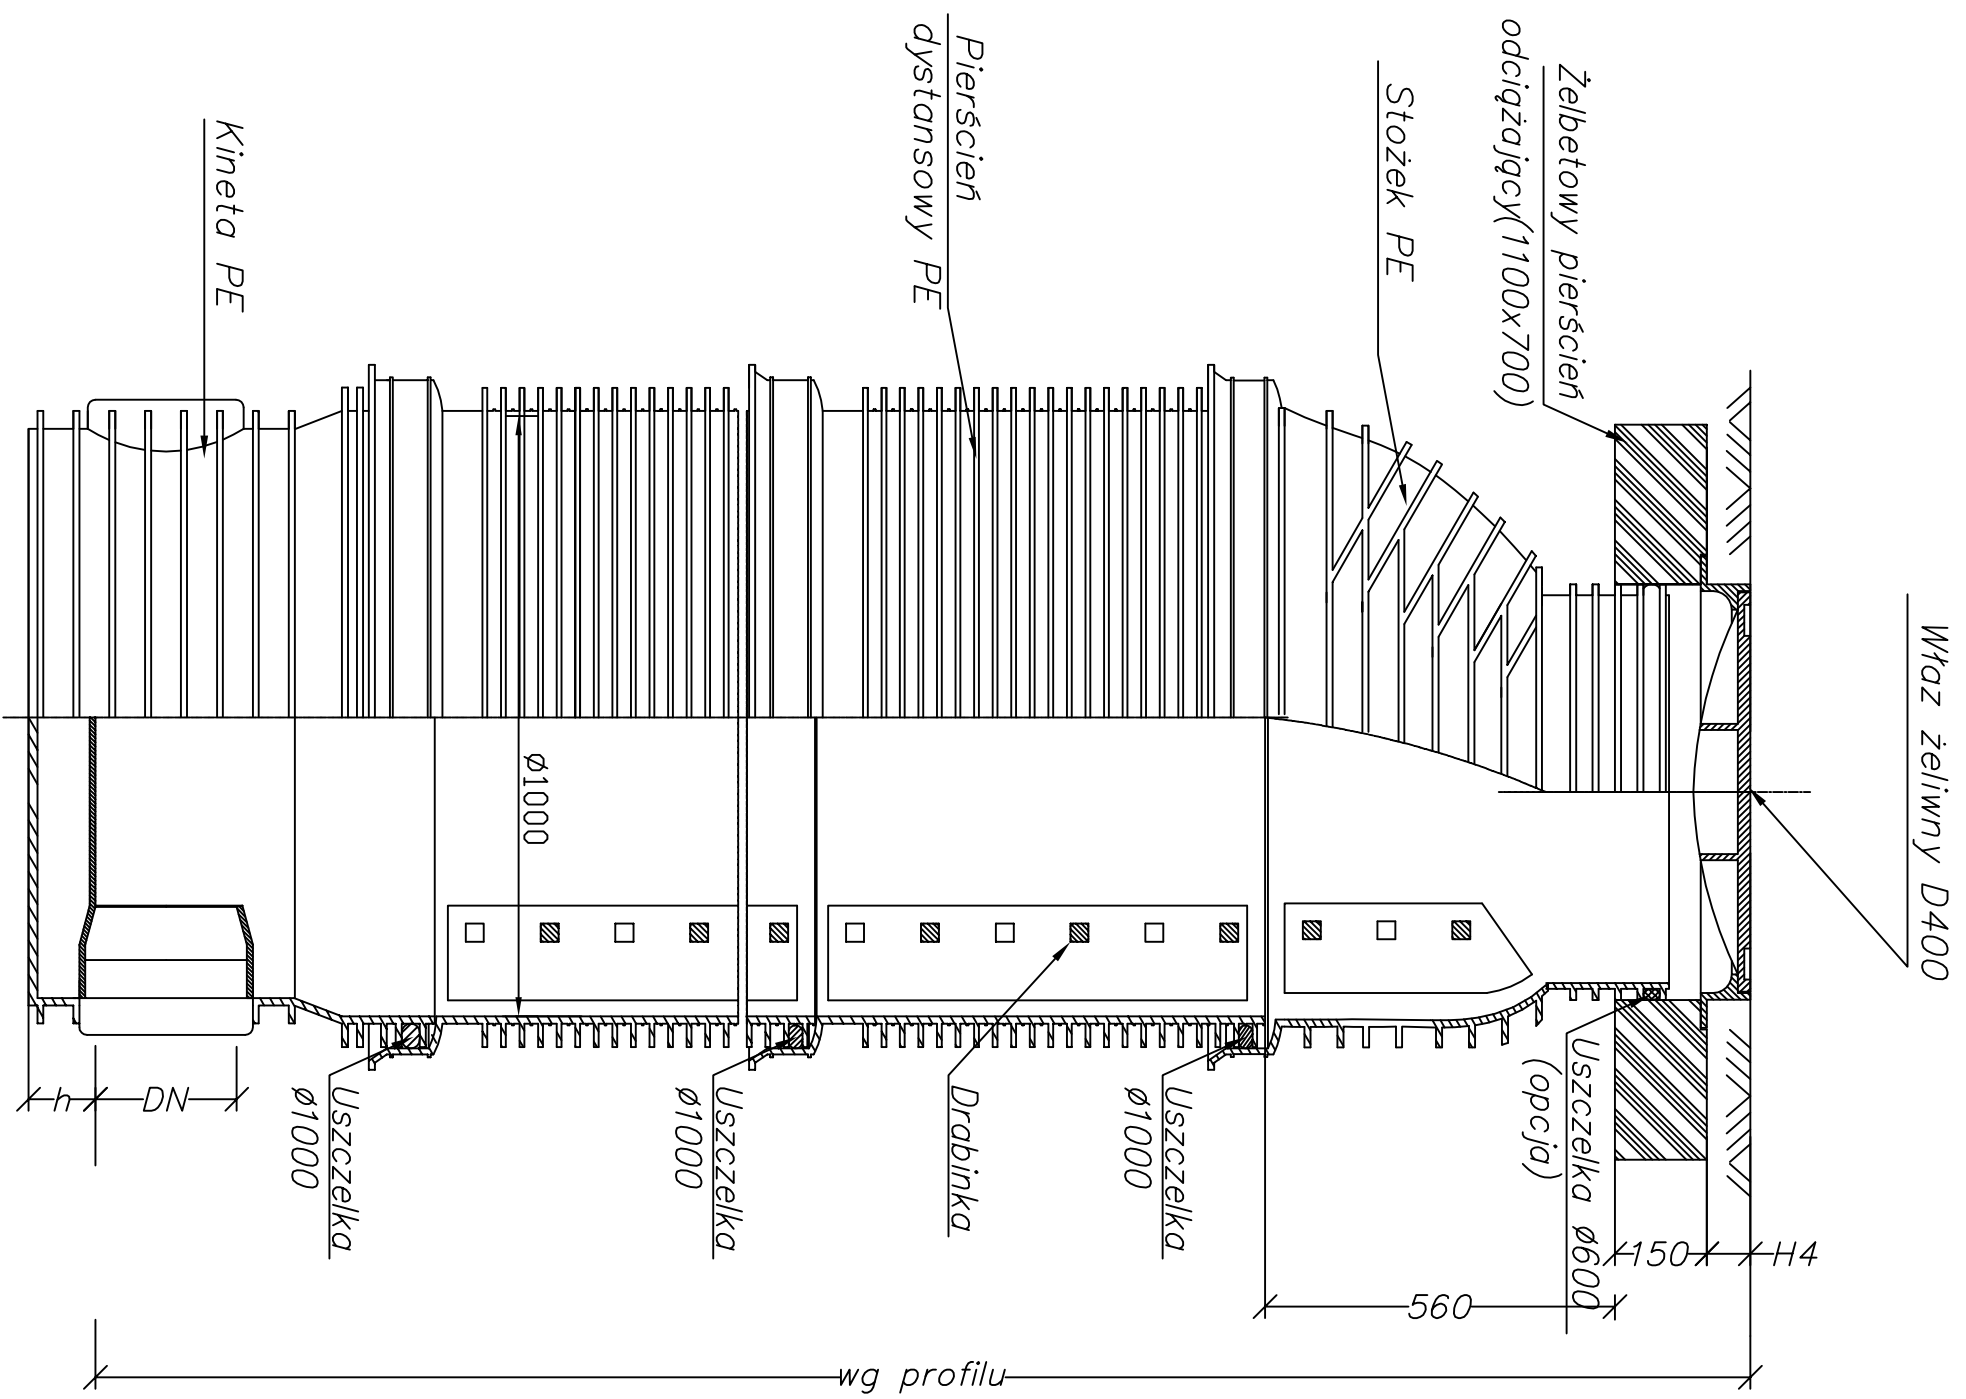 Właz żeliwny D400
Żelbetowy pierścień
odciążający(1100x700)
Stożek PE
Pierścień
dystansowy PE
Kineta PE
Ø1000
H4
150
Uszczelka Ø600
(opcja)
560
Uszczelka
Ø1000
Drabinka
Uszczelka
Ø1000
Uszczelka
Ø1000
DN
h
wg profilu